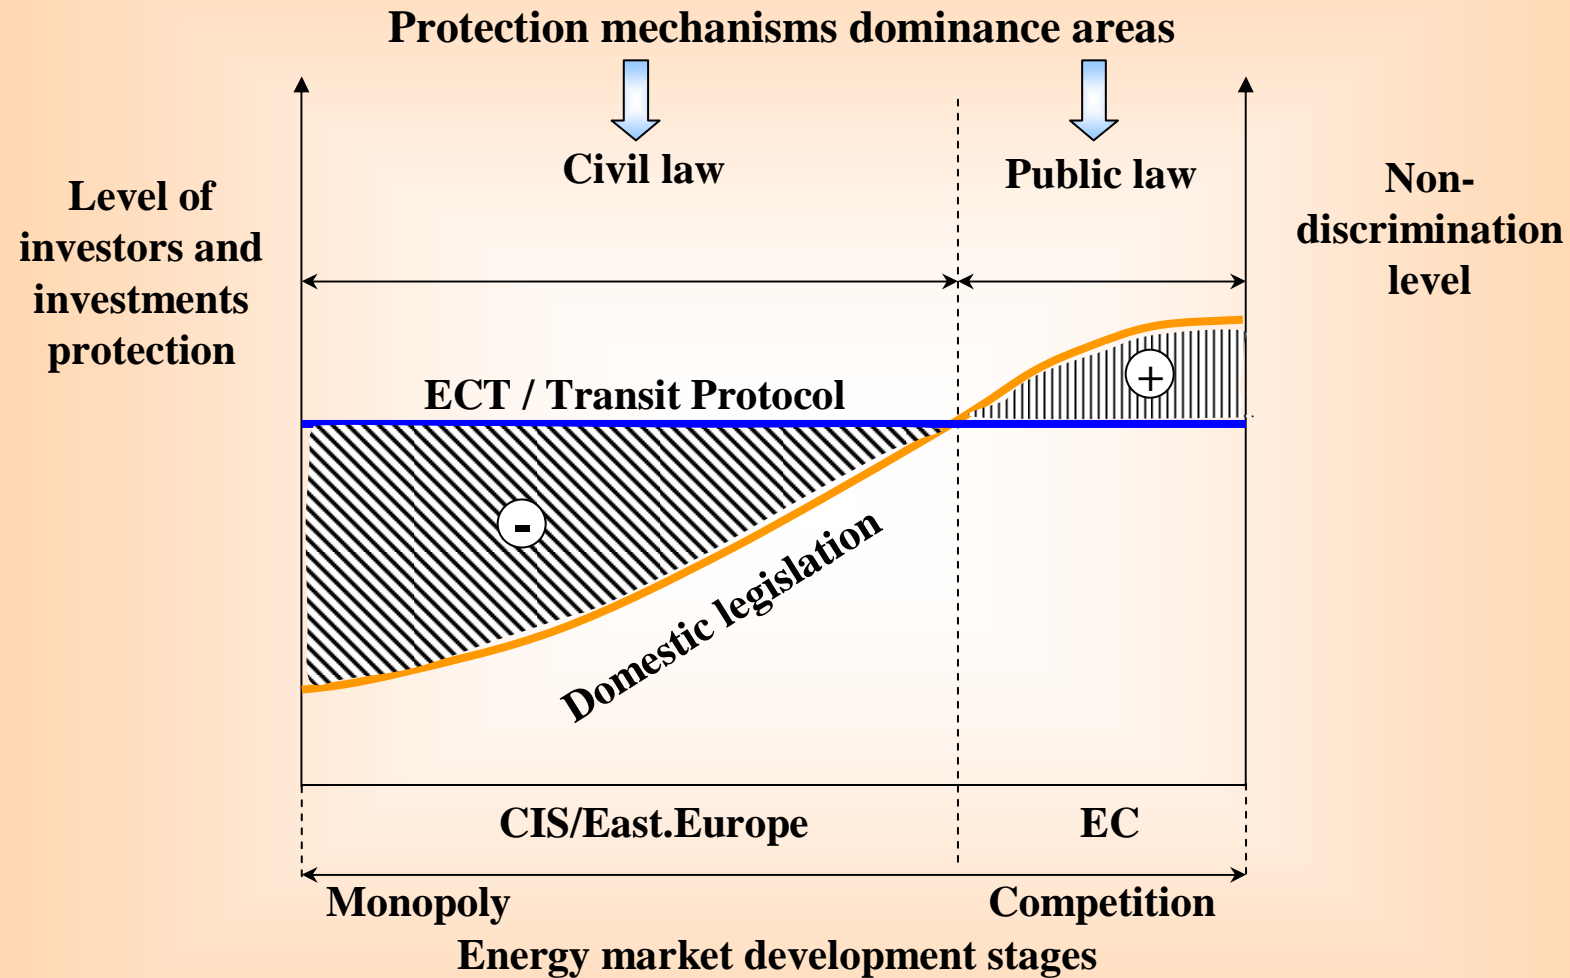 Protection mechanisms dominance areas
Civil law
Public law
Level of
investors and
investments
protection
Non-
discrimination
level
ECT / Transit Protocol
+
-
Domestic legislation
CIS/East.Europe
EC
Monopoly
Competition
Energy market development stages